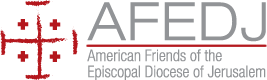 AFEDJ
American Friends of the
Episcopal Diocese of Jerusalem